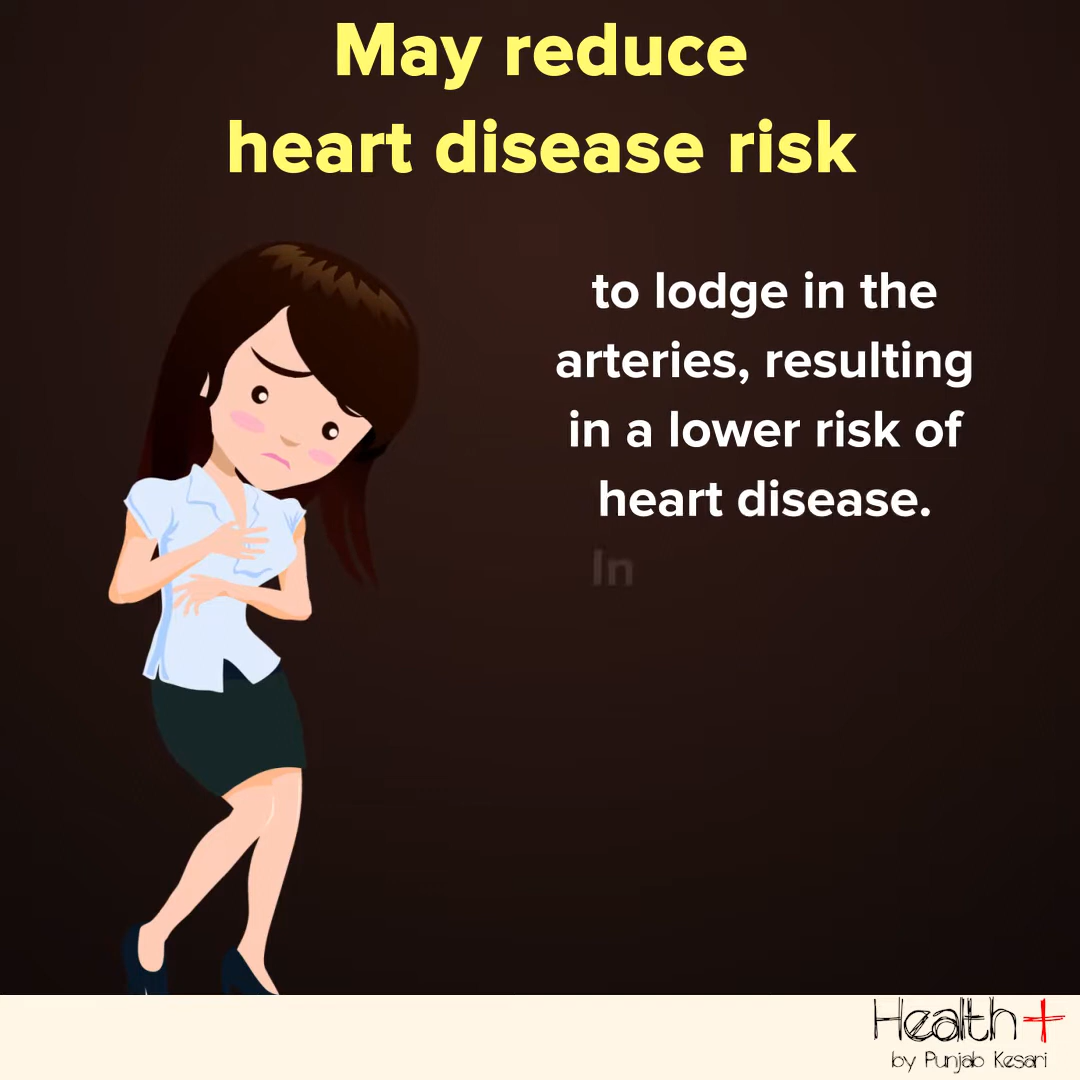 May reduce
heart disease risk
to lodge in the
arteries, resulting
in a lower risk of
heart disease.
In
Health+
by Punjab Kesari